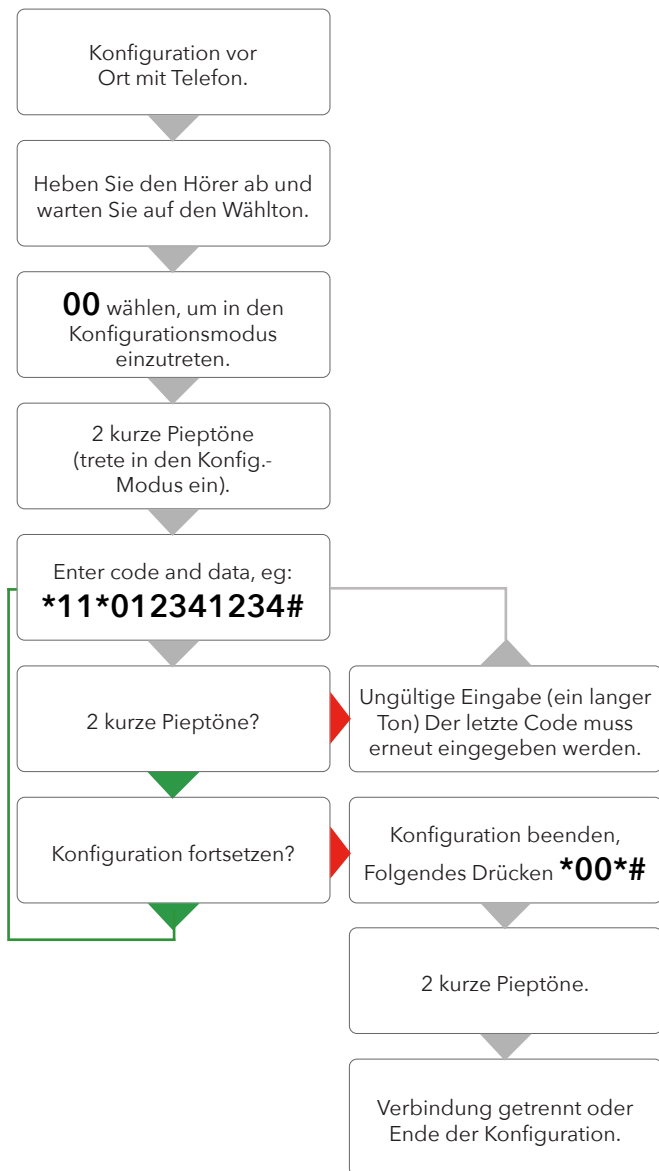 Konfiguration vor
Ort mit Telefon.
Heben Sie den Hörer ab und
warten Sie auf den Wählton.
00 wählen, um in den
Konfigurationsmodus
einzutreten.
2 kurze Pieptöne
(trete in den Konfig.-
Modus ein).
Enter code and data, eg:
*11*012341234#
2 kurze Pieptöne?
Ungültige Eingabe (ein langer
Ton) Der letzte Code muss
erneut eingegeben werden.
Konfiguration fortsetzen?
Konfiguration beenden,
Folgendes Drücken *00*#
2 kurze Pieptöne.
Verbindung getrennt oder
Ende der Konfiguration.